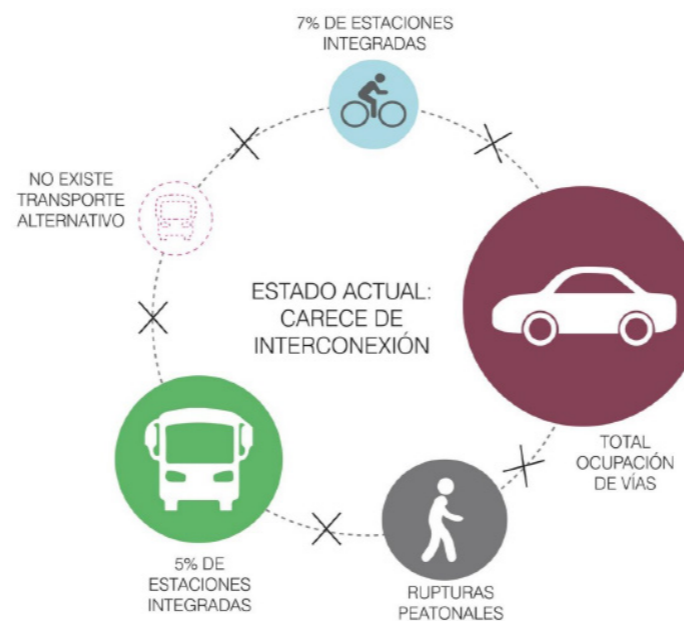 7% DE ESTACIONES
INTEGRADAS
NO EXISTE
TRANSPORTE
ALTERNATIVO
ESTADO ACTUAL:
CARECE DE
INTERCONEXIÓN
TOTAL
OCUPACIÓN
DE VÍAS
5% DE
ESTACIONES
INTEGRADAS
RUPTURAS
PEATONALES